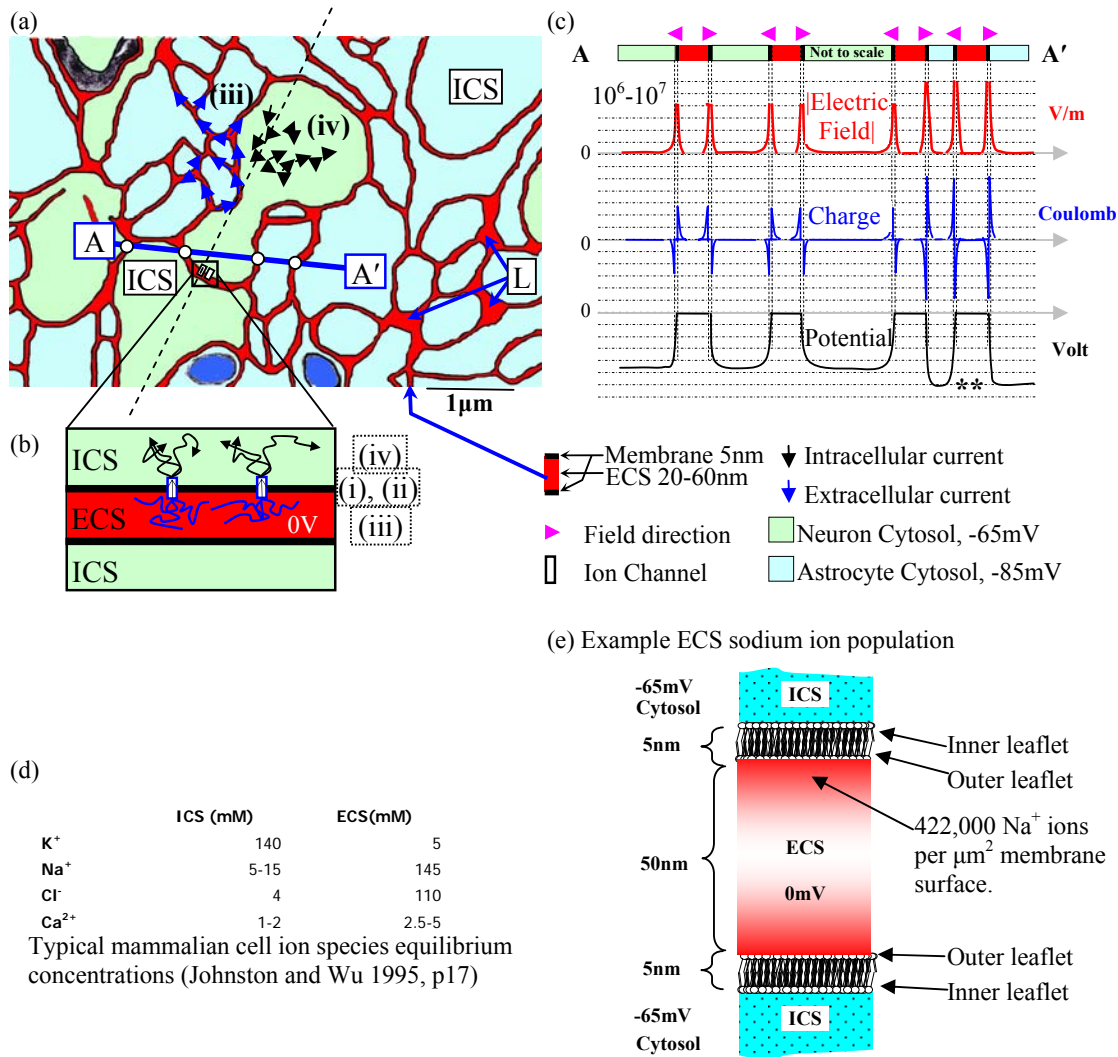 (a)
ICS
(iii)
(iv)
A
ICS
A'
L
1µm
(b)
ICS
ECS
0V
ICS
(iv)
(i), (ii)
(iii)
Membrane 5nm
ECS 20-60nm
Field direction
Ion Channel
Intracellular current
Extracellular current
Neuron Cytosol, -65mV
Astrocyte Cytosol, -85mV
(c)
A
Not to scale
A'
10⁶-10⁷
|Electric
Field|
V/m
0
Charge
Coulomb
0
0
Potential
Volt
**
(d)
ICS (mM) ECS(mM)
K⁺ 140 5
Na⁺ 5-15 145
Cl⁻ 4 110
Ca²⁺ 1-2 2.5-5
Typical mammalian cell ion species equilibrium
concentrations (Johnston and Wu 1995, p17)
(e) Example ECS sodium ion population
-65mV
Cytosol
ICS
5nm
Inner leaflet
Outer leaflet
422,000 Na⁺ ions
per µm² membrane
surface.
50nm
ECS
0mV
5nm
Outer leaflet
Inner leaflet
-65mV
Cytosol
ICS